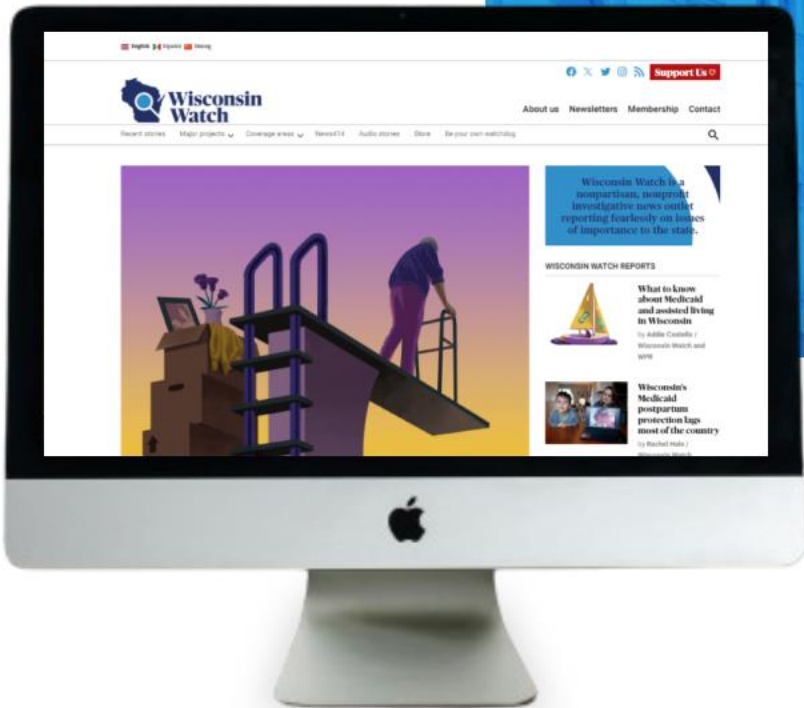 English Español Hmong
Support Us
Wisconsin
Watch
About us Newsletters Membership Contact
Recent stories Major projects Coverage areas News414 Audio stories Store Be your own watchdog
Wisconsin Watch is a
nonpartisan, nonprofit
investigative news outlet
reporting fearlessly on issues
of importance to the state.
WISCONSIN WATCH REPORTS
What to know
about Medicaid
and assisted living
in Wisconsin
by Addie Costello /
Wisconsin Watch and
WPR
Wisconsin's
Medicaid
postpartum
protection lags
most of the country
by Rachel Hale /
Wisconsin Watch